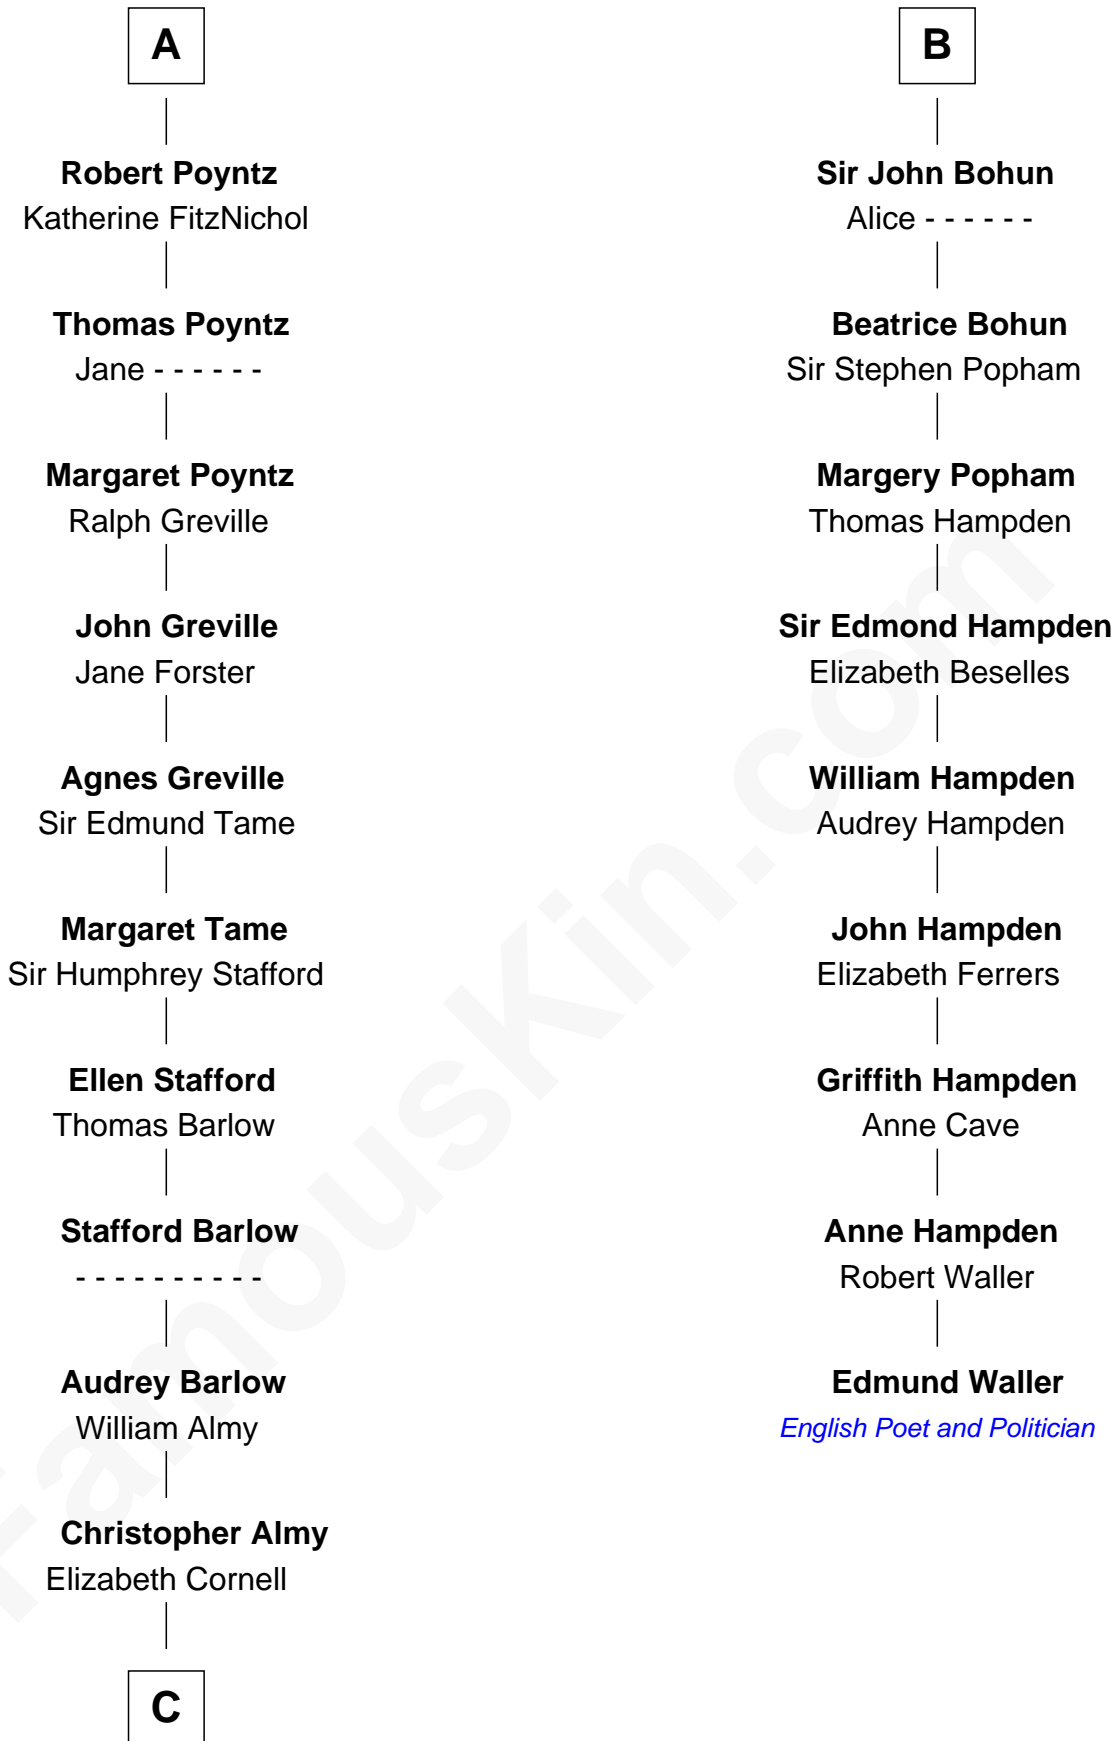 A
Robert Poyntz
Katherine FitzNichol
Thomas Poyntz
Jane - - - - - -
Margaret Poyntz
Ralph Greville
John Greville
Jane Forster
Agnes Greville
Sir Edmund Tame
Margaret Tame
Sir Humphrey Stafford
Ellen Stafford
Thomas Barlow
Stafford Barlow
- - - - - - - - - -
Audrey Barlow
William Almy
Christopher Almy
Elizabeth Cornell
C
B
Sir John Bohun
Alice - - - - - -
Beatrice Bohun
Sir Stephen Popham
Margery Popham
Thomas Hampden
Sir Edmond Hampden
Elizabeth Beselles
William Hampden
Audrey Hampden
John Hampden
Elizabeth Ferrers
Griffith Hampden
Anne Cave
Anne Hampden
Robert Waller
Edmund Waller
English Poet and Politician
FamousKin.com